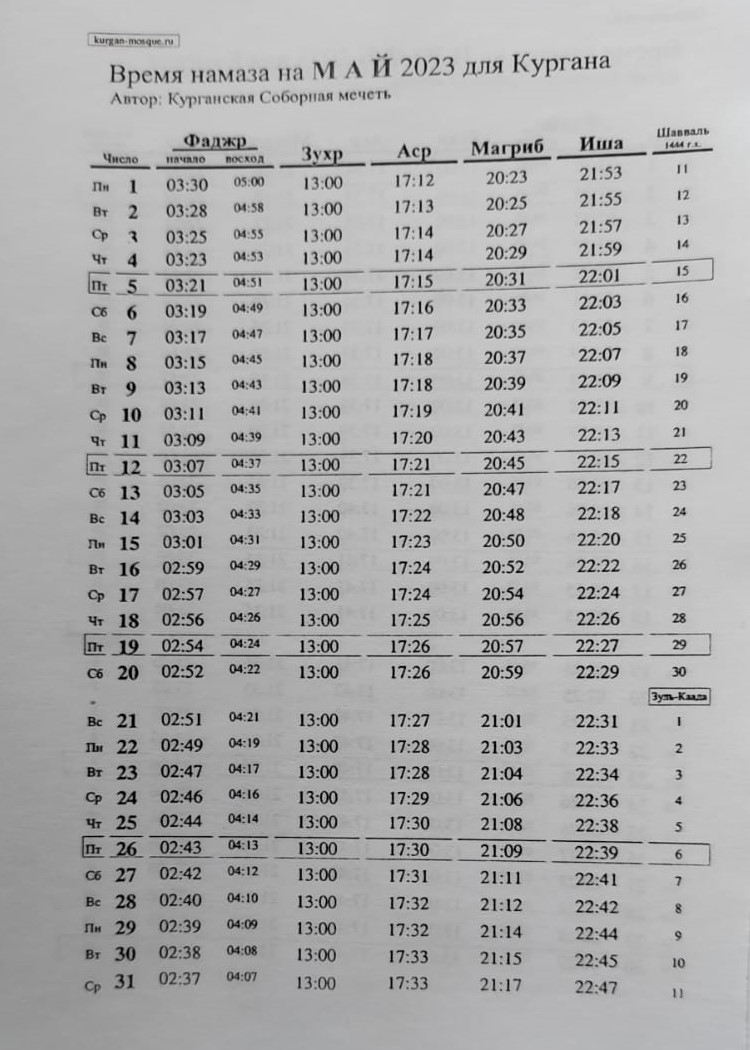 kurgan-mosque.ru
Время намаза на М А Й 2023 для Кургана
Автор: Курганская Соборная мечеть
Число Фаджр начало восход Зухр Аср Магриб Иша Шавваль 1444 г.х.
Пн 1 03:30 05:00 13:00 17:12 20:23 21:53 11
Вт 2 03:28 04:58 13:00 17:13 20:25 21:55 12
Ср 3 03:25 04:55 13:00 17:14 20:27 21:57 13
Чт 4 03:23 04:53 13:00 17:14 20:29 21:59 14
Пт 5 03:21 04:51 13:00 17:15 20:31 22:01 15
Сб 6 03:19 04:49 13:00 17:16 20:33 22:03 16
Вс 7 03:17 04:47 13:00 17:17 20:35 22:05 17
Пн 8 03:15 04:45 13:00 17:18 20:37 22:07 18
Вт 9 03:13 04:43 13:00 17:18 20:39 22:09 19
Ср 10 03:11 04:41 13:00 17:19 20:41 22:11 20
Чт 11 03:09 04:39 13:00 17:20 20:43 22:13 21
Пт 12 03:07 04:37 13:00 17:21 20:45 22:15 22
Сб 13 03:05 04:35 13:00 17:21 20:47 22:17 23
Вс 14 03:03 04:33 13:00 17:22 20:48 22:18 24
Пн 15 03:01 04:31 13:00 17:23 20:50 22:20 25
Вт 16 02:59 04:29 13:00 17:24 20:52 22:22 26
Ср 17 02:57 04:27 13:00 17:24 20:54 22:24 27
Чт 18 02:56 04:26 13:00 17:25 20:56 22:26 28
Пт 19 02:54 04:24 13:00 17:26 20:57 22:27 29
Сб 20 02:52 04:22 13:00 17:26 20:59 22:29 30
Зуль-Каада
Вс 21 02:51 04:21 13:00 17:27 21:01 22:31 1
Пн 22 02:49 04:19 13:00 17:28 21:03 22:33 2
Вт 23 02:47 04:17 13:00 17:28 21:04 22:34 3
Ср 24 02:46 04:16 13:00 17:29 21:06 22:36 4
Чт 25 02:44 04:14 13:00 17:30 21:08 22:38 5
Пт 26 02:43 04:13 13:00 17:30 21:09 22:39 6
Сб 27 02:42 04:12 13:00 17:31 21:11 22:41 7
Вс 28 02:40 04:10 13:00 17:32 21:12 22:42 8
Пн 29 02:39 04:09 13:00 17:32 21:14 22:44 9
Вт 30 02:38 04:08 13:00 17:33 21:15 22:45 10
Ср 31 02:37 04:07 13:00 17:33 21:17 22:47 11